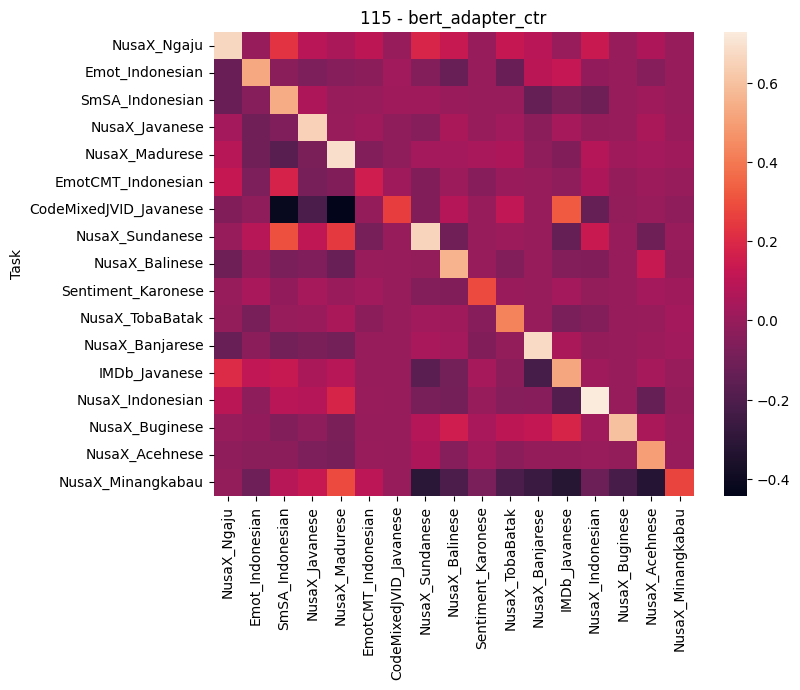 115 - bert_adapter_ctr
Task
NusaX_Ngaju
Emot_Indonesian
SmSA_Indonesian
NusaX_Javanese
NusaX_Madurese
EmotCMT_Indonesian
CodeMixedJVID_Javanese
NusaX_Sundanese
NusaX_Balinese
Sentiment_Karonese
NusaX_TobaBatak
NusaX_Banjarese
IMDb_Javanese
NusaX_Indonesian
NusaX_Buginese
NusaX_Acehnese
NusaX_Minangkabau
NusaX_Ngaju
Emot_Indonesian
SmSA_Indonesian
NusaX_Javanese
NusaX_Madurese
EmotCMT_Indonesian
CodeMixedJVID_Javanese
NusaX_Sundanese
NusaX_Balinese
Sentiment_Karonese
NusaX_TobaBatak
NusaX_Banjarese
IMDb_Javanese
NusaX_Indonesian
NusaX_Buginese
NusaX_Acehnese
NusaX_Minangkabau
0.6
0.4
0.2
0.0
−0.2
−0.4